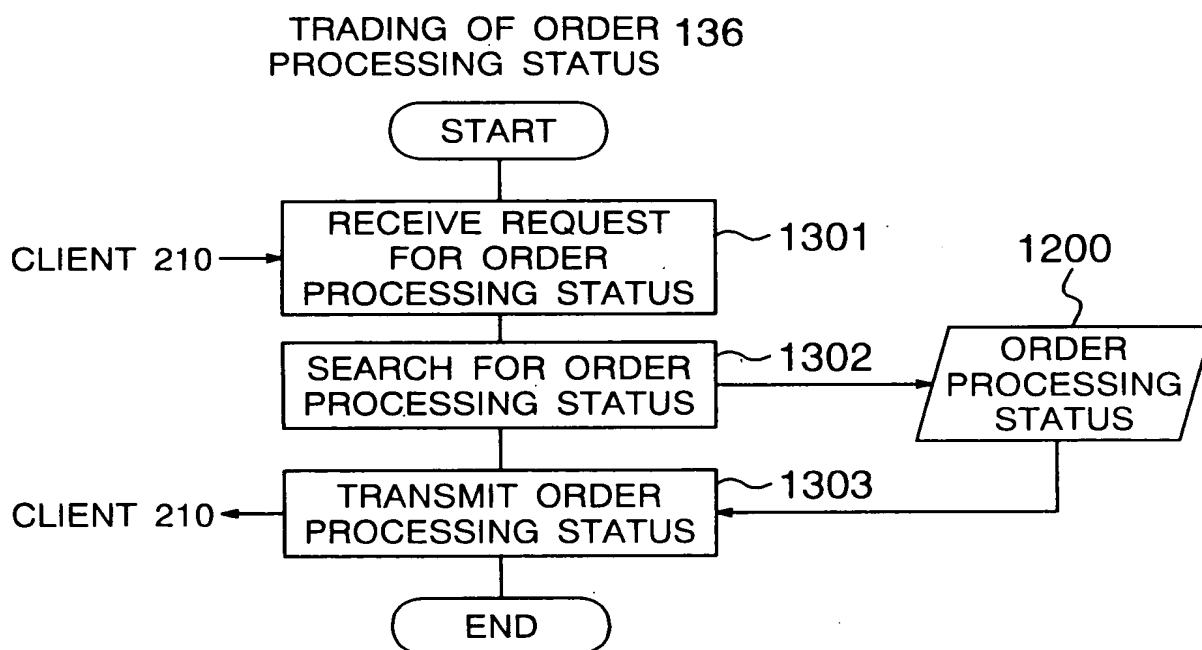 TRADING OF ORDER 136
PROCESSING STATUS
START
RECEIVE REQUEST
FOR ORDER
PROCESSING STATUS
1301
CLIENT 210
1200
SEARCH FOR ORDER
PROCESSING STATUS
1302
ORDER
PROCESSING
STATUS
TRANSMIT ORDER
PROCESSING STATUS
1303
CLIENT 210
END